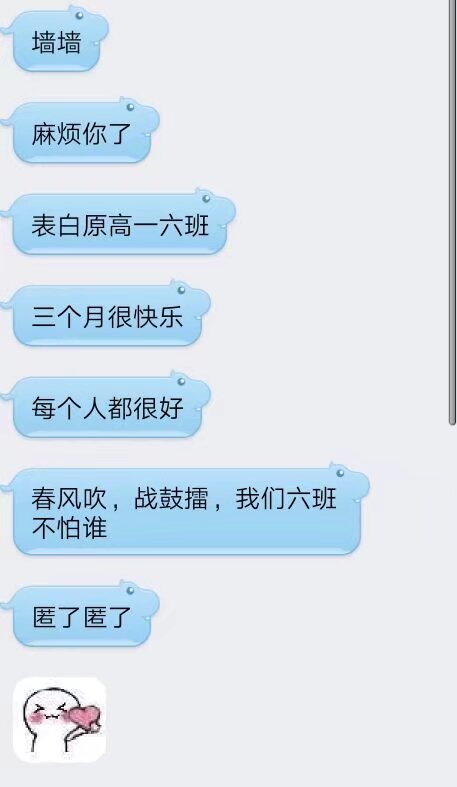 墙墙
麻烦你了
表白原高一六班
三个月很快乐
每个人都很好
春风吹，战鼓擂，我们六班
不怕谁
匿了匿了